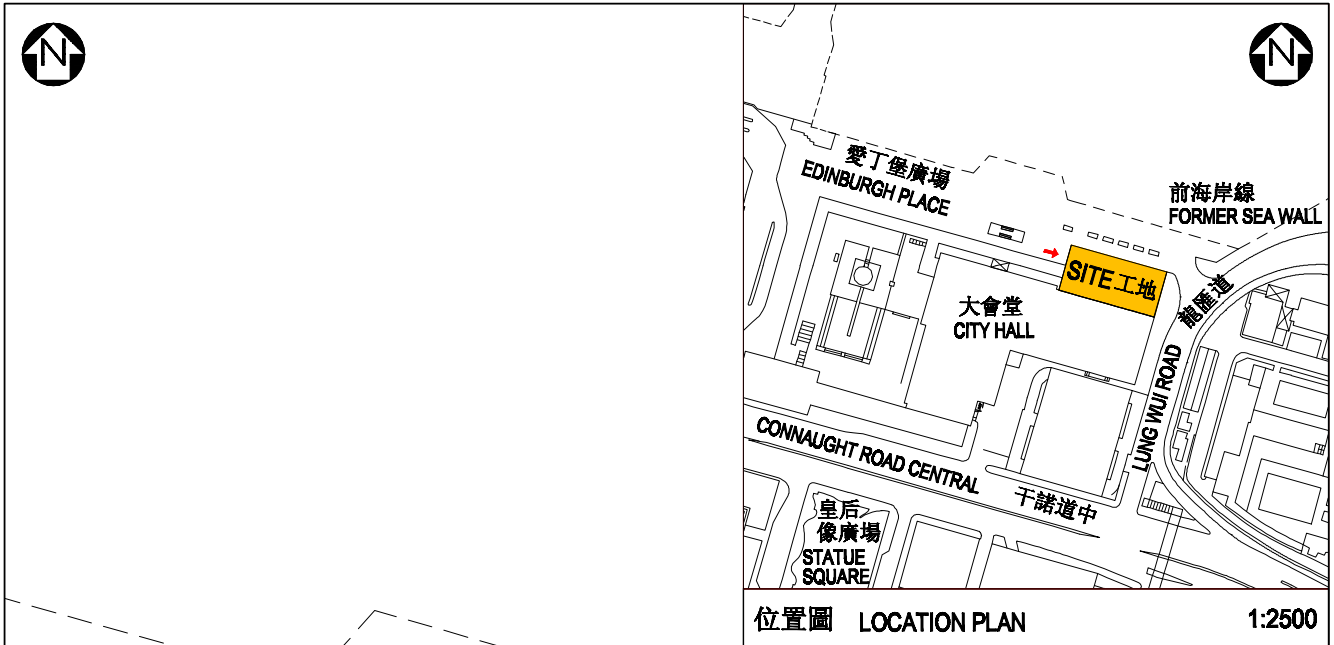 N
N
愛丁堡廣場
EDINBURGH PLACE
前海岸線
FORMER SEA WALL
SITE 工地
龍匯道
LUNG WUI ROAD
大會堂
CITY HALL
CONNAUGHT ROAD CENTRAL
干諾道中
皇后
像廣場
STATUE
SQUARE
位置圖 LOCATION PLAN 1:2500